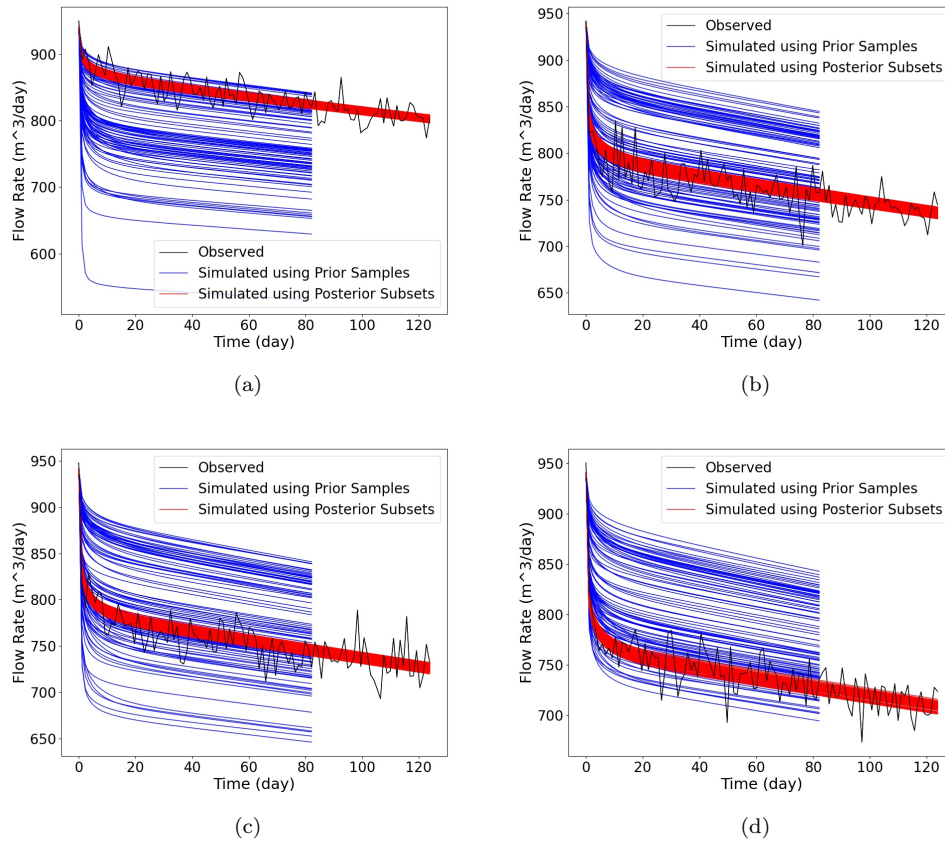 900
800
700
600
Flow Rate (m^3/day)
Observed
Simulated using Prior Samples
Simulated using Posterior Subsets
0 20 40 60 80 100 120
Time (day)
(a)
950
900
850
800
750
700
650
Flow Rate (m^3/day)
Observed
Simulated using Prior Samples
Simulated using Posterior Subsets
0 20 40 60 80 100 120
Time (day)
(b)
950
900
850
800
750
700
650
Flow Rate (m^3/day)
Observed
Simulated using Prior Samples
Simulated using Posterior Subsets
0 20 40 60 80 100 120
Time (day)
(c)
950
900
850
800
750
700
Flow Rate (m^3/day)
Observed
Simulated using Prior Samples
Simulated using Posterior Subsets
0 20 40 60 80 100 120
Time (day)
(d)